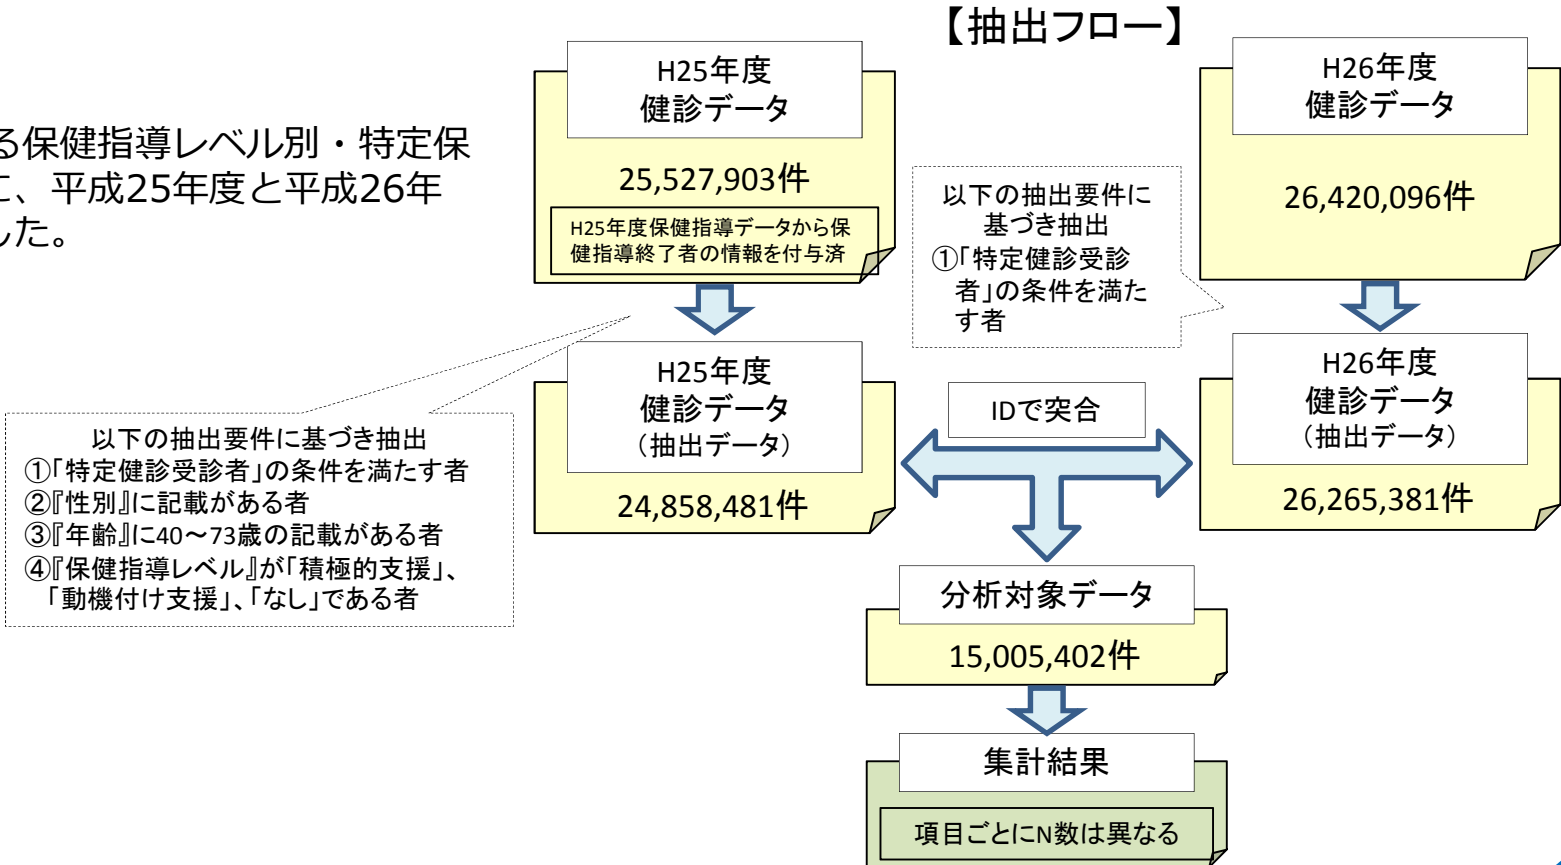 【抽出フロー】
る保健指導レベル別・特定保
に、平成25年度と平成26年
した。
H25年度
健診データ
25,527,903件
H25年度保健指導データから保
健指導終了者の情報を付与済
以下の抽出要件に
基づき抽出
①「特定健診受診
者」の条件を満た
す者
H26年度
健診データ
26,420,096件
以下の抽出要件に基づき抽出
①「特定健診受診者」の条件を満たす者
②『性別』に記載がある者
③『年齢』に40～73歳の記載がある者
④『保健指導レベル』が「積極的支援」、
「動機付け支援」、「なし」である者
H25年度
健診データ
（抽出データ）
24,858,481件
IDで突合
H26年度
健診データ
（抽出データ）
26,265,381件
分析対象データ
15,005,402件
集計結果
項目ごとにN数は異なる